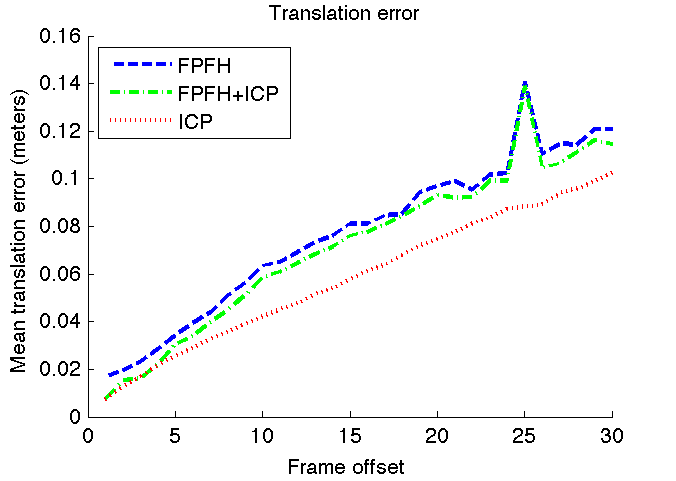 Translation error
0.16
0.14
0.12
0.1
0.08
0.06
0.04
0.02
0
Mean translation error (meters)
FPFH
FPFH+ICP
ICP
0 5 10 15 20 25 30
Frame offset